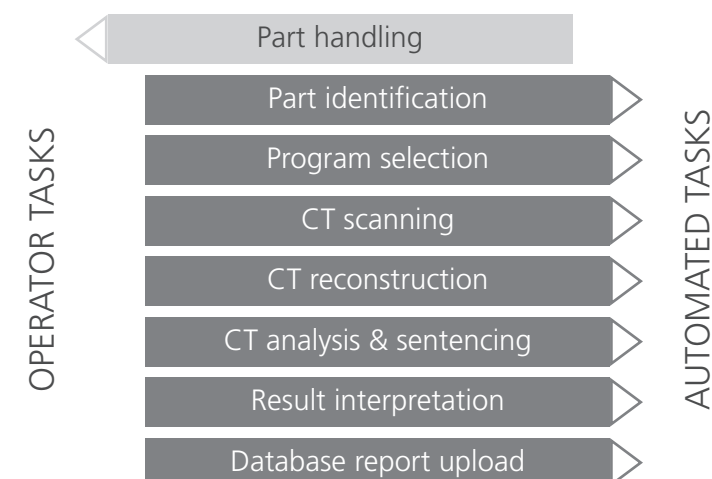 Part handling
Part identification
Program selection
CT scanning
CT reconstruction
CT analysis & sentencing
Result interpretation
Database report upload
OPERATOR TASKS
AUTOMATED TASKS